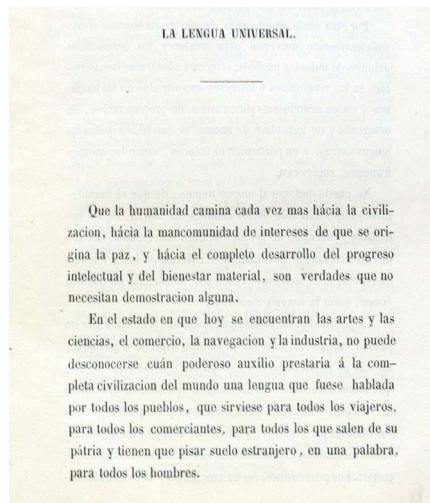 LA LENGUA UNIVERSAL.
Que la humanidad camina cada vez mas hácia la civili-
zacion, hácia la mancomunidad de intereses de que se ori-
gina la paz, y hácia el completo desarrollo del progreso
intelectual y del bienestar material, son verdades que no
necesitan demostracion alguna.
En el estado en que hoy se encuentran las artes y las
ciencias, el comercio, la navegacion y la industria, no puede
desconocerse cuán poderoso auxilio prestaria á la com-
pleta civilizacion del mundo una lengua que fuese hablada
por todos los pueblos, que sirviese para todos los viajeros,
para todos los comerciantes, para todos los que salen de su
pátria y tienen que pisar suelo estranjero, en una palabra,
para todos los hombres.